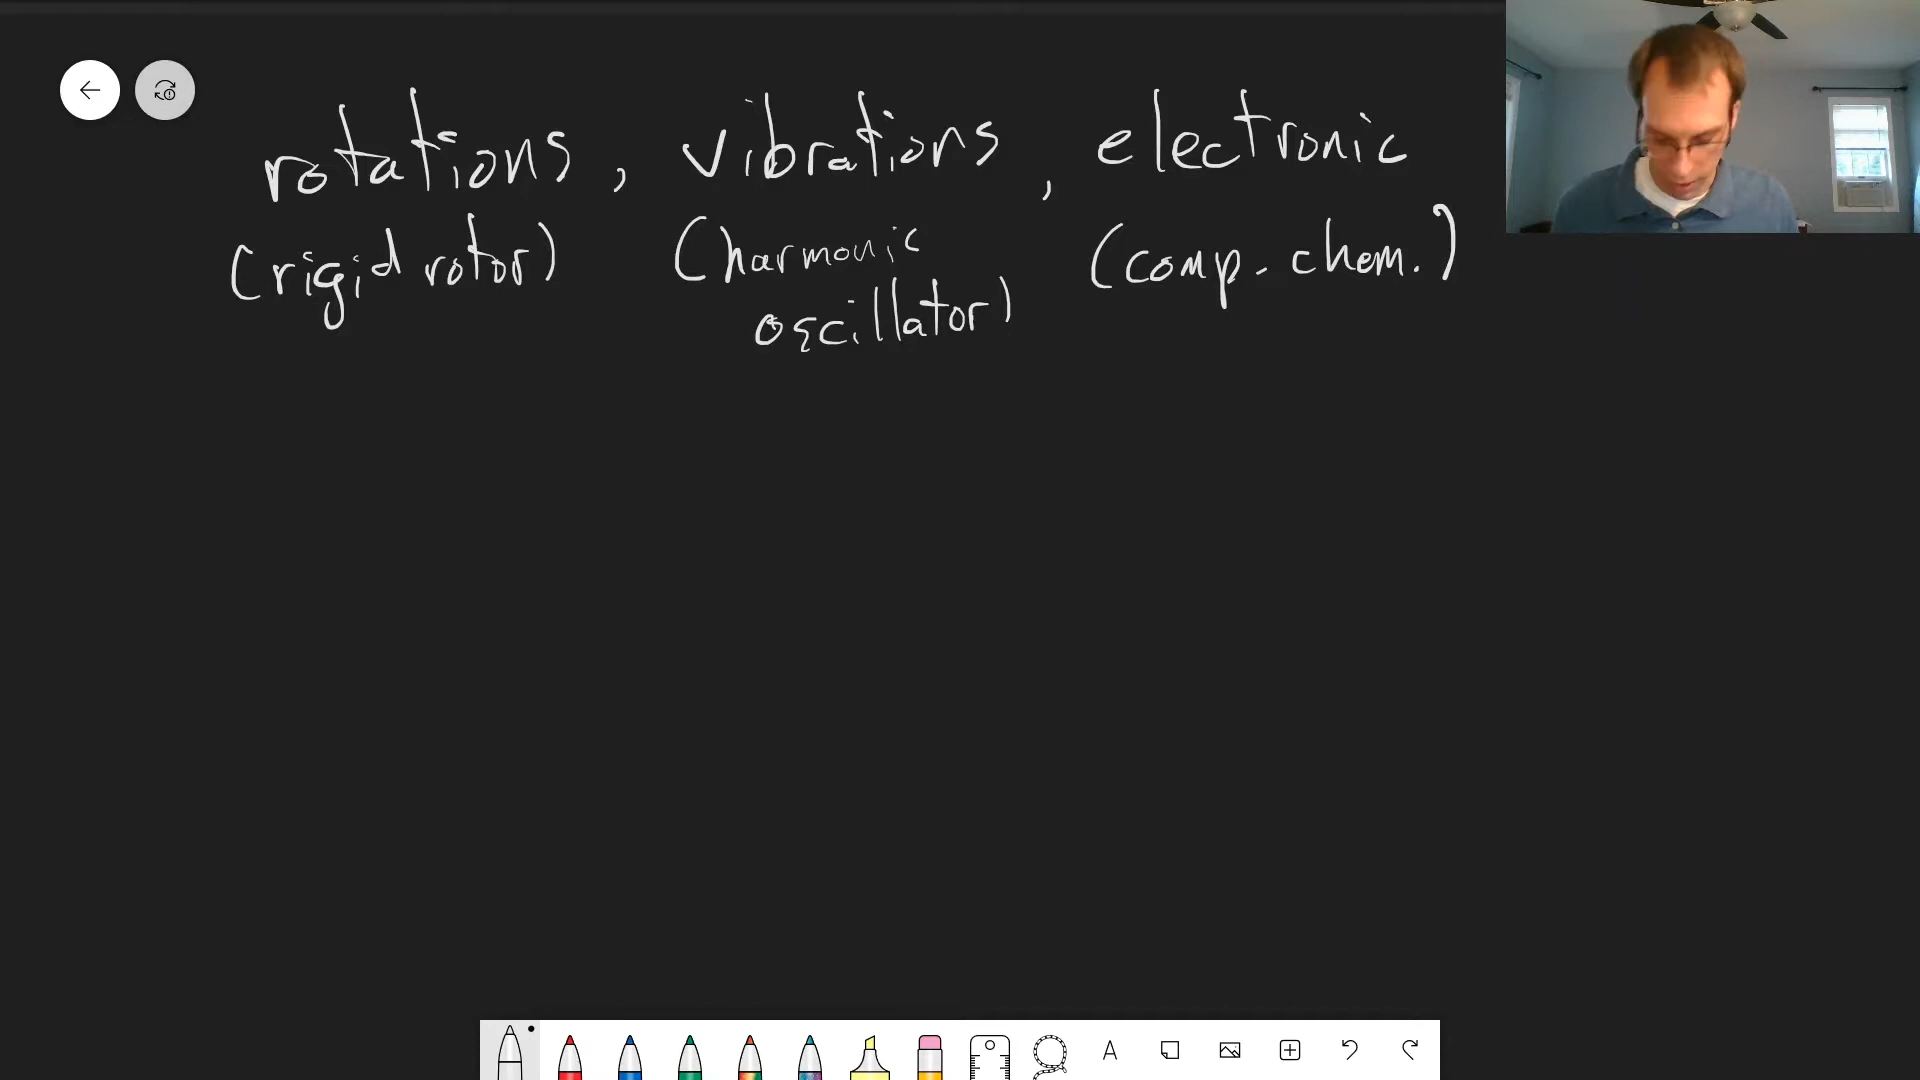 rotations, vibrations, electronic
(rigid rotor) (harmonic oscillator) (comp. chem.)
A